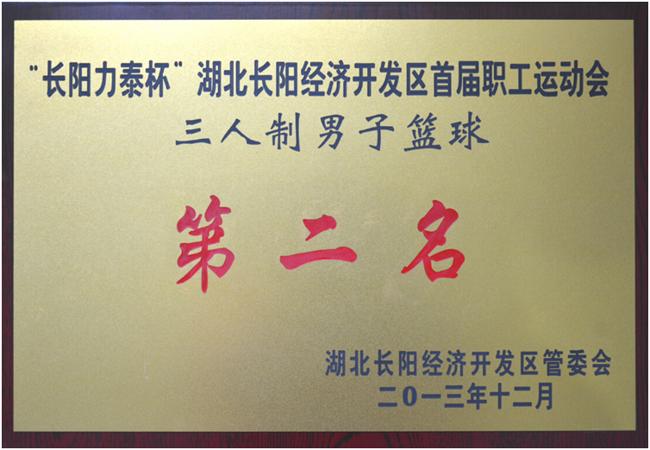 “长阳力泰杯”湖北长阳经济开发区首届职工运动会
三人制男子篮球
第二名
湖北长阳经济开发区管委会
二〇一三年十二月